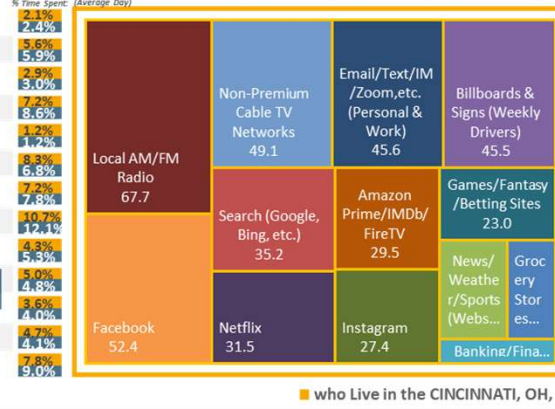 % Time Spent: (Average Day)
2.1%
2.4%
5.6%
5.9%
2.9%
3.0%
7.2%
8.6%
1.2%
1.2%
8.3%
6.8%
7.2%
7.8%
10.7%
12.1%
4.3%
5.3%
5.0%
4.8%
3.6%
4.0%
4.7%
4.1%
7.8%
9.0%
Local AM/FM
Radio
67.7
Facebook
52.4
Non-Premium
Cable TV
Networks
49.1
Search (Google,
Bing, etc.)
35.2
Netflix
31.5
Email/Text/IM
/Zoom,etc.
(Personal &
Work)
45.6
Amazon
Prime/IMDb/
FireTV
29.5
Instagram
27.4
Billboards &
Signs (Weekly
Drivers)
45.5
Games/Fantasy
/Betting Sites
23.0
News/
Weathe
r/Sports
(Webs...
Groc
ery
Stor
es...
Banking/Fina...
who Live in the CINCINNATI, OH,